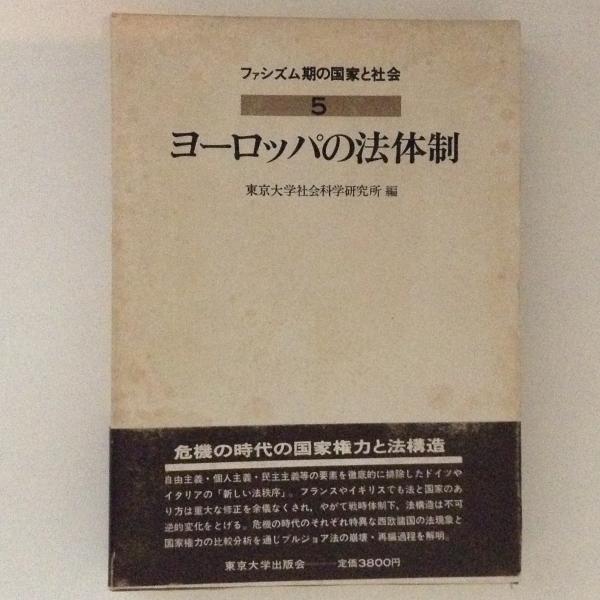 ファシズム期の国家と社会
5
ヨーロッパの法体制
東京大学社会科学研究所 編
危機の時代の国家権力と法構造
自由主義・個人主義・民主主義等の要素を徹底的に排除したドイツや
イタリアの「新しい法秩序」。フランスやイギリスでも法と国家のあ
り方は重大な修正を余儀なくされ、やがて戦時体制下、法構造は不可
逆的変化をとげる。危機の時代のそれぞれ特異な西欧諸国の法現象と
国家権力の比較分析を通じブルジョア法の崩壊・再編過程を解明。
東京大学出版会——定価3800円